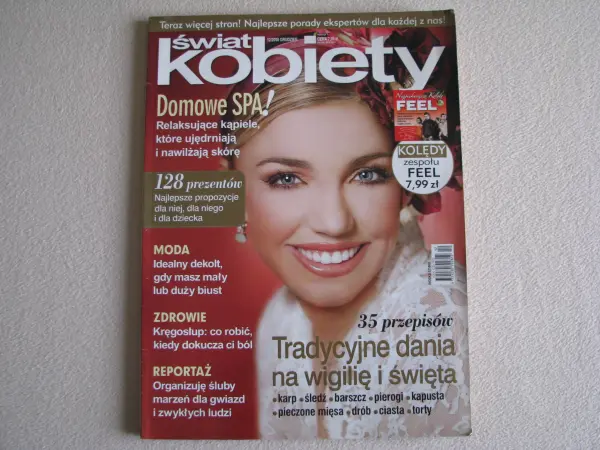 Teraz więcej stron! Najlepsze porady ekspertów dla każdej z nas!
świat
kobiety
Domowe SPA!
Relaksujące kąpiele,
które ujędrniają
i nawilżają skórę
128 prezentów
Najlepsze propozycje
dla niej, dla niego
i dla dziecka
MODA
Idealny dekolt,
gdy masz mały
lub duży biust
ZDROWIE
Kręgosłup: co robić,
kiedy dokucza ci ból
REPORTAŻ
Organizuję śluby
marzeń dla gwiazd
i zwykłych ludzi
FEEL
KOLĘDY
zespołu
FEEL
7,99 zł
35 przepisów
Tradycyjne dania
na wigilię i święta
•karp •śledź •barszcz •pierogi •kapusta
•pieczone mięsa •drób •ciasta •torty